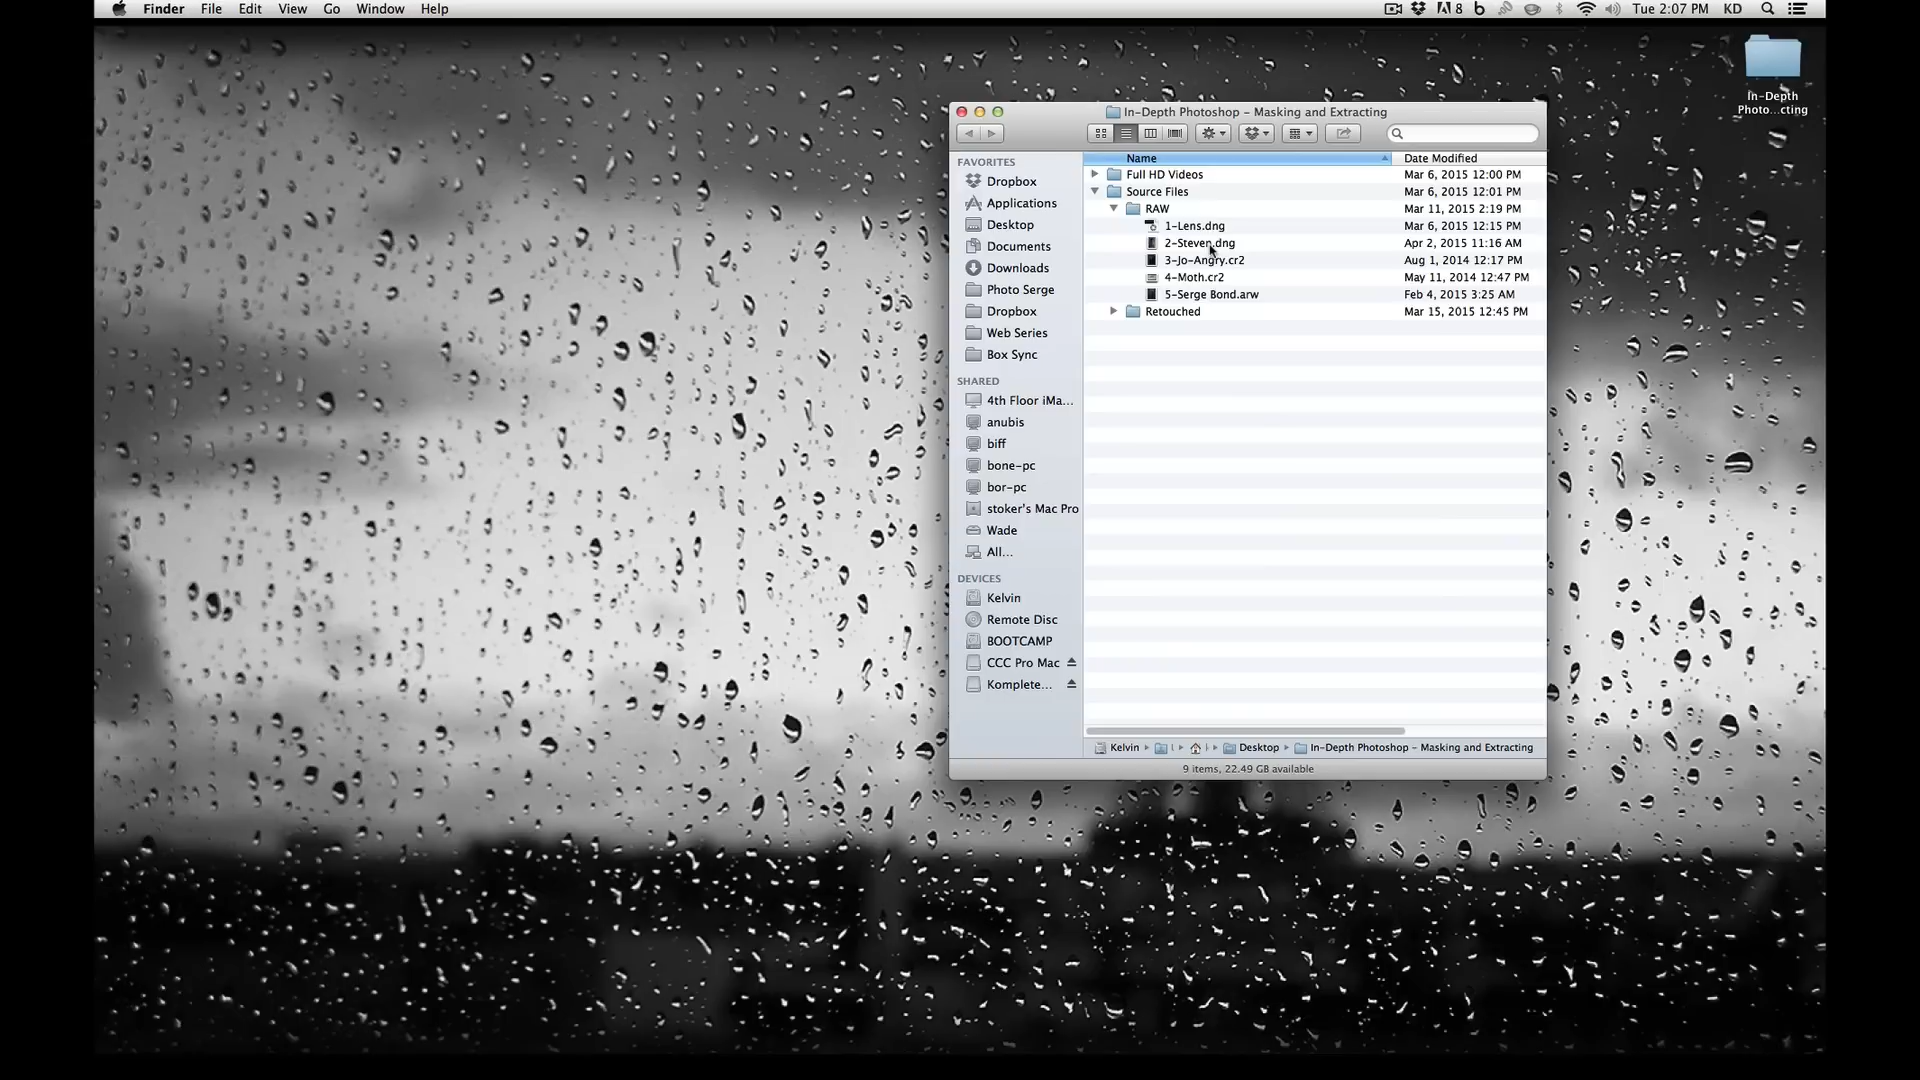 Finder File Edit View Go Window Help 8 Tue 2:07 PM KD
In-Depth
Photo...cting
In-Depth Photoshop – Masking and Extracting
FAVORITES
Dropbox
Applications
Desktop
Documents
Downloads
Photo Serge
Dropbox
Web Series
Box Sync
SHARED
4th Floor iMa...
anubis
biff
bone-pc
bor-pc
stoker's Mac Pro
Wade
All...
DEVICES
Kelvin
Remote Disc
BOOTCAMP
CCC Pro Mac
Komplete...
Name Date Modified
Full HD Videos Mar 6, 2015 12:00 PM
Source Files Mar 6, 2015 12:01 PM
RAW Mar 11, 2015 2:19 PM
1-Lens.dng Mar 6, 2015 12:15 PM
2-Steven.dng Apr 2, 2015 11:16 AM
3-Jo-Angry.cr2 Aug 1, 2014 12:17 PM
4-Moth.cr2 May 11, 2014 12:47 PM
5-Serge Bond.arw Feb 4, 2015 3:25 AM
Retouched Mar 15, 2015 12:45 PM
Kelvin Desktop In-Depth Photoshop – Masking and Extracting
9 items, 22.49 GB available